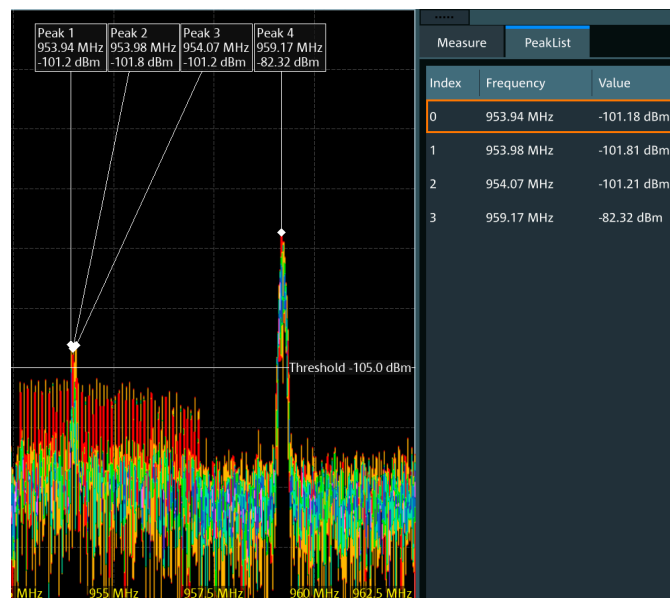 Peak 1
953.94 MHz
-101.2 dBm
Peak 2
953.98 MHz
-101.8 dBm
Peak 3
954.07 MHz
-101.2 dBm
Peak 4
959.17 MHz
-82.32 dBm
Threshold -105.0 dBm
MHz
955 MHz
957.5 MHz
960 MHz
962.5 MHz
Measure PeakList
Index Frequency Value
0 953.94 MHz -101.18 dBm
1 953.98 MHz -101.81 dBm
2 954.07 MHz -101.21 dBm
3 959.17 MHz -82.32 dBm